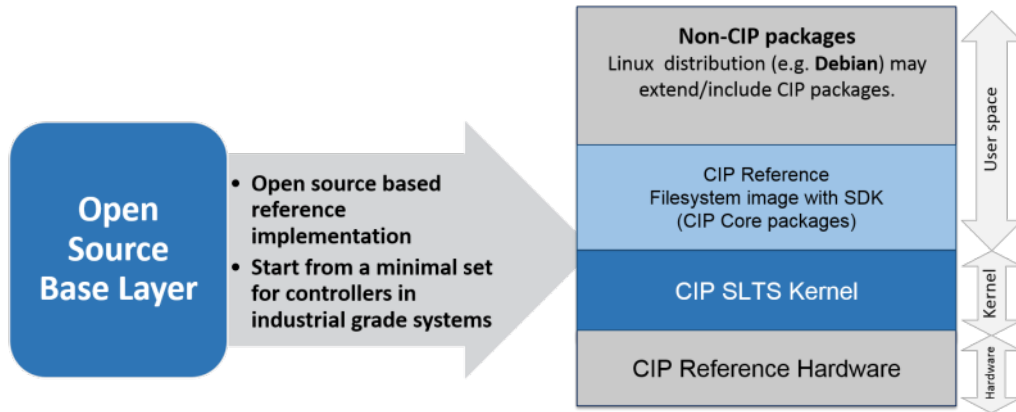 Open
Source
Base Layer
• Open source based
reference
implementation
• Start from a minimal set
for controllers in
industrial grade systems
Non-CIP packages
Linux distribution (e.g. Debian) may
extend/include CIP packages.
CIP Reference
Filesystem image with SDK
(CIP Core packages)
CIP SLTS Kernel
CIP Reference Hardware
User space
Kernel
Hardware